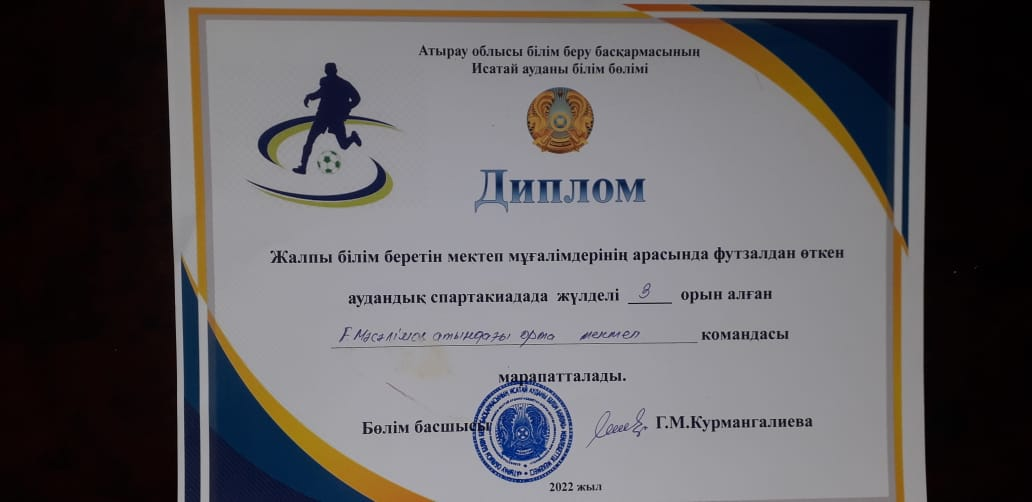 Атырау облысы білім беру басқармасының
Исатай ауданы білім бөлімі
Диплом
Жалпы білім беретін мектеп мұғалімдерінің арасында футзалдан өткен
аудандық спартакиадада жүлделі 3 орын алған
атындағы орта мектеп командасы
марапатталады.
Бөлім басшысы Г.М.Курмангалиева
2022 жыл